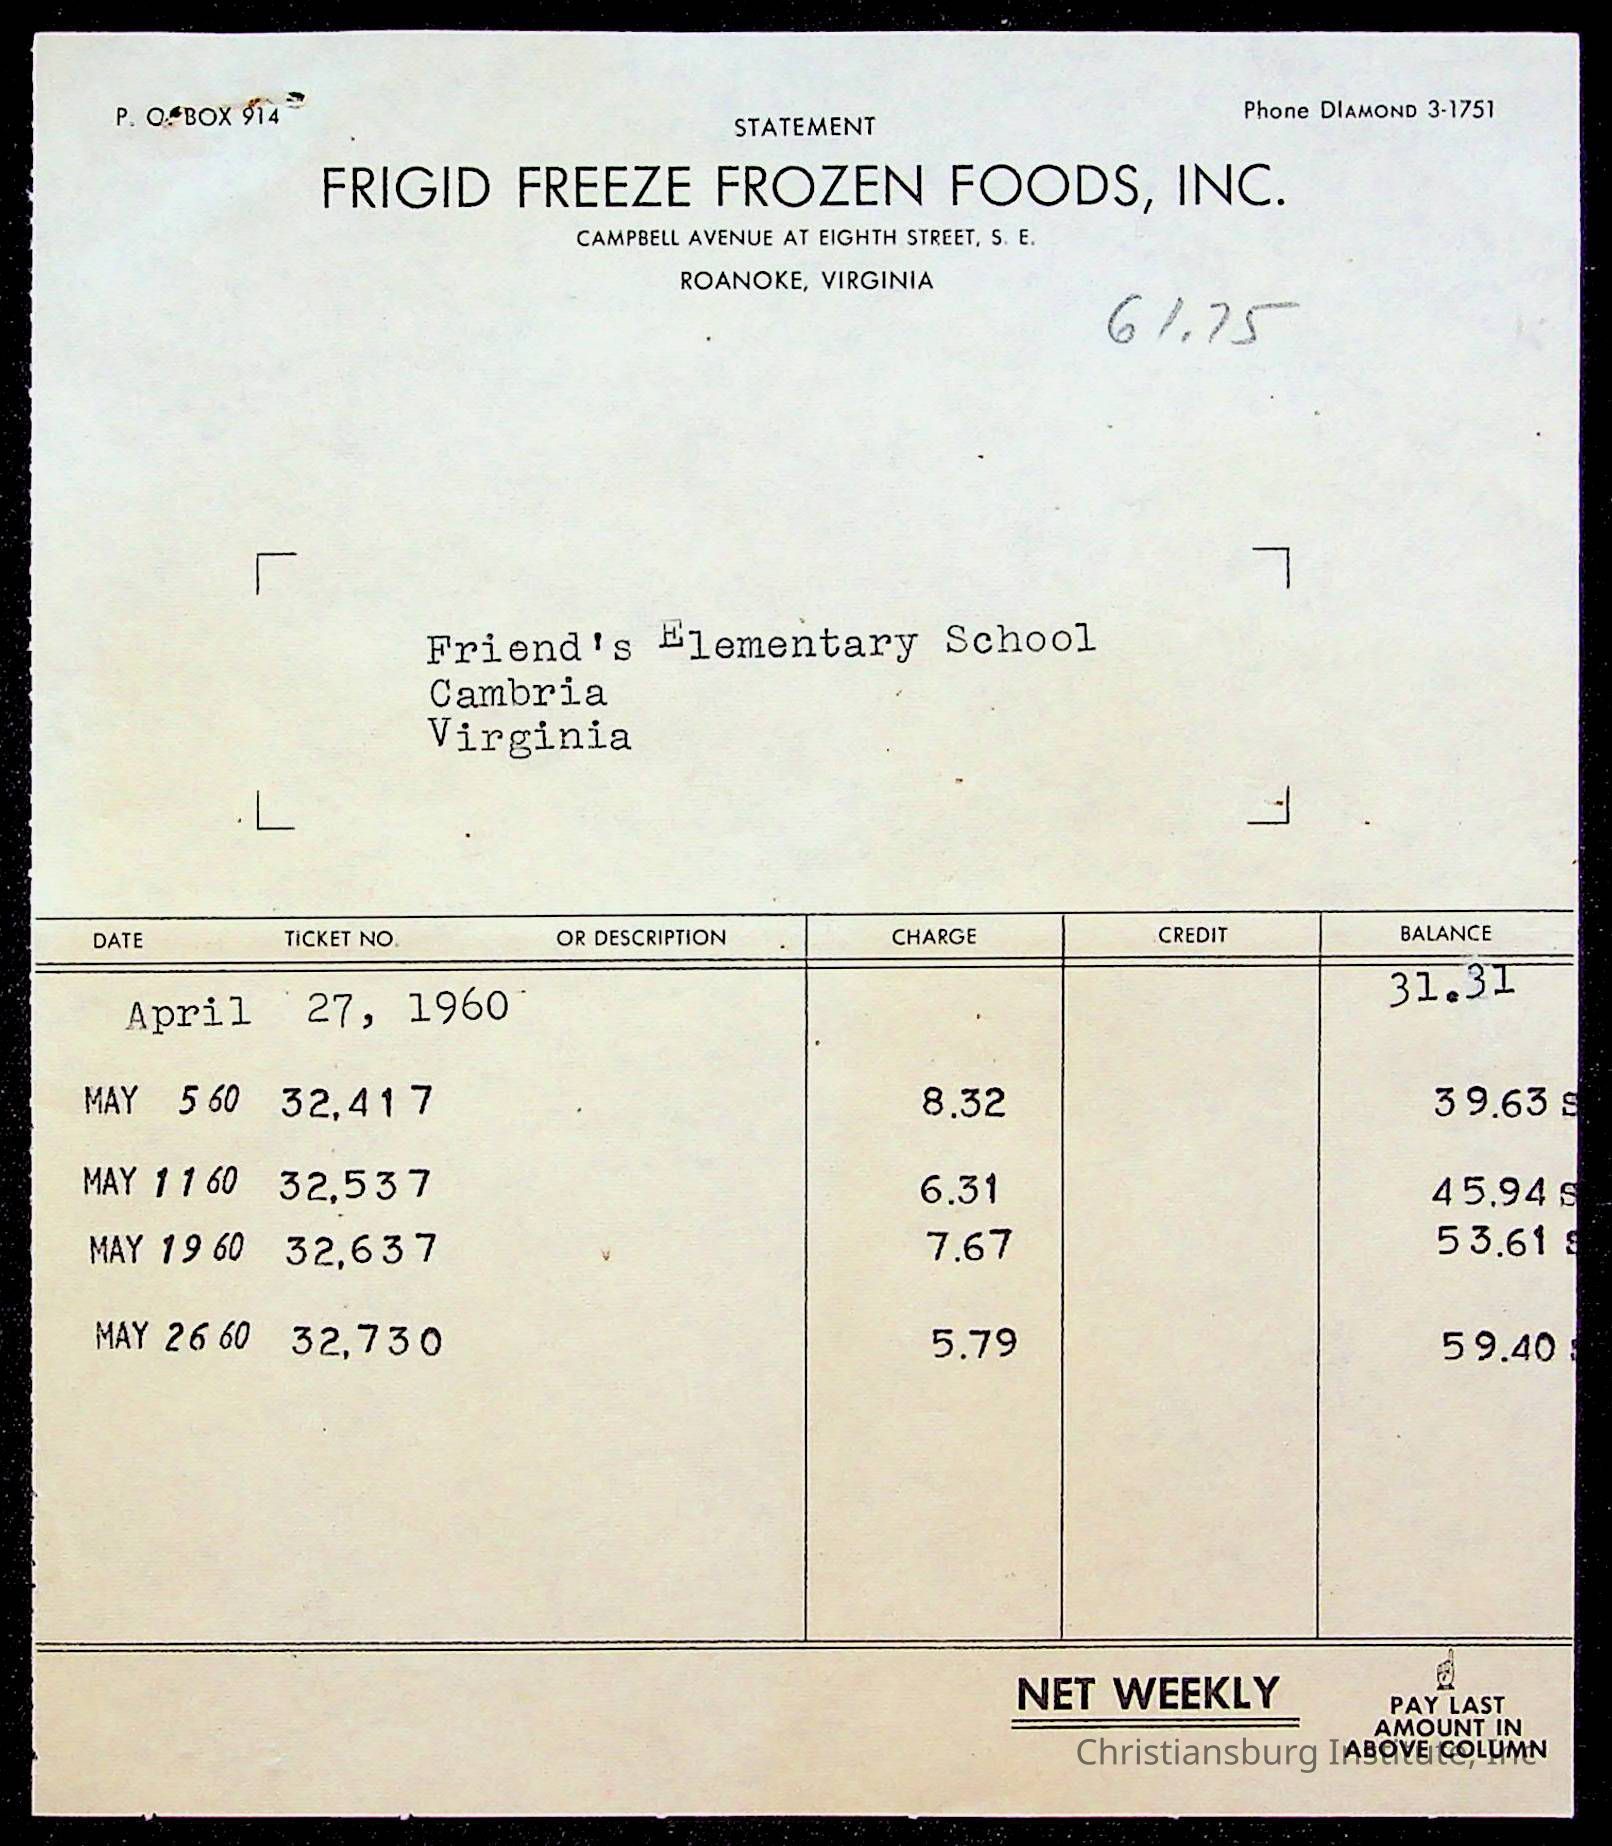 P. O. BOX 914
Phone DIAMOND 3-1751
STATEMENT
FRIGID FREEZE FROZEN FOODS, INC.
CAMPBELL AVENUE AT EIGHTH STREET, S. E.
ROANOKE, VIRGINIA
61.75
Friend's Elementary School
Cambria
Virginia
DATE TICKET NO. OR DESCRIPTION CHARGE CREDIT BALANCE
April 27, 1960 31.31
MAY 5 60 32,417 8.32 39.63 S
MAY 11 60 32,537 6.31 45.94 S
MAY 19 60 32,637 7.67 53.61 S
MAY 26 60 32,730 5.79 59.40
NET WEEKLY
PAY LAST
AMOUNT IN
ABOVE COLUMN
Christiansburg Institute, Inc